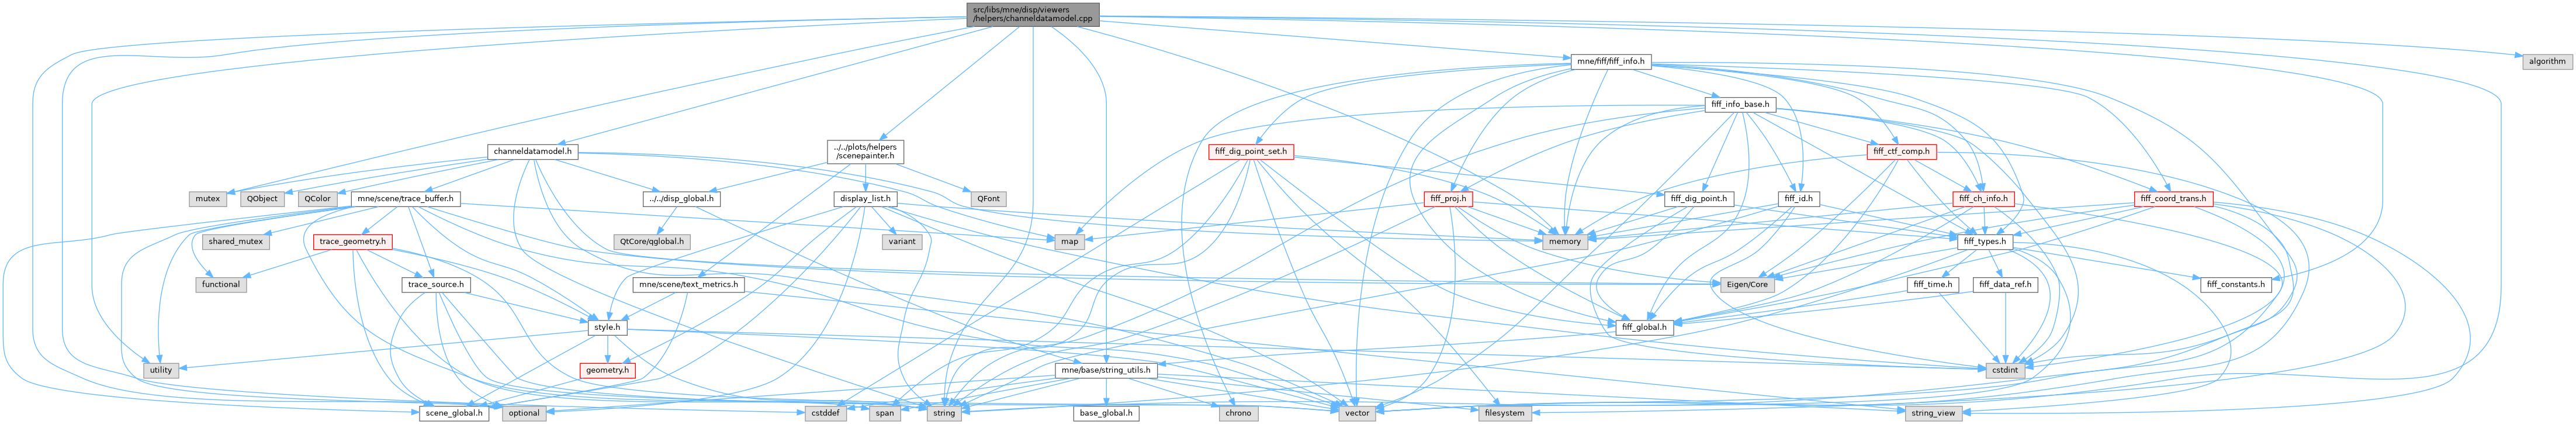 src/libs/mne/disp/viewers
/helpers/channeldatamodel.cpp
mne/fiff/fiff_info.h
algorithm
fiff_info_base.h
channeldatamodel.h
../../plots/helpers
/scenepainter.h
fiff_dig_point_set.h
fiff_ctf_comp.h
mutex
QObject
QColor
mne/scene/trace_buffer.h
../../disp_global.h
display_list.h
QFont
fiff_proj.h
fiff_dig_point.h
fiff_id.h
fiff_ch_info.h
fiff_coord_trans.h
shared_mutex
trace_geometry.h
QtCore/qglobal.h
variant
map
memory
fiff_types.h
functional
trace_source.h
mne/scene/text_metrics.h
Eigen/Core
fiff_time.h
fiff_data_ref.h
fiff_constants.h
style.h
fiff_global.h
utility
geometry.h
mne/base/string_utils.h
cstdint
scene_global.h
optional
cstddef
span
string
base_global.h
chrono
vector
filesystem
string_view